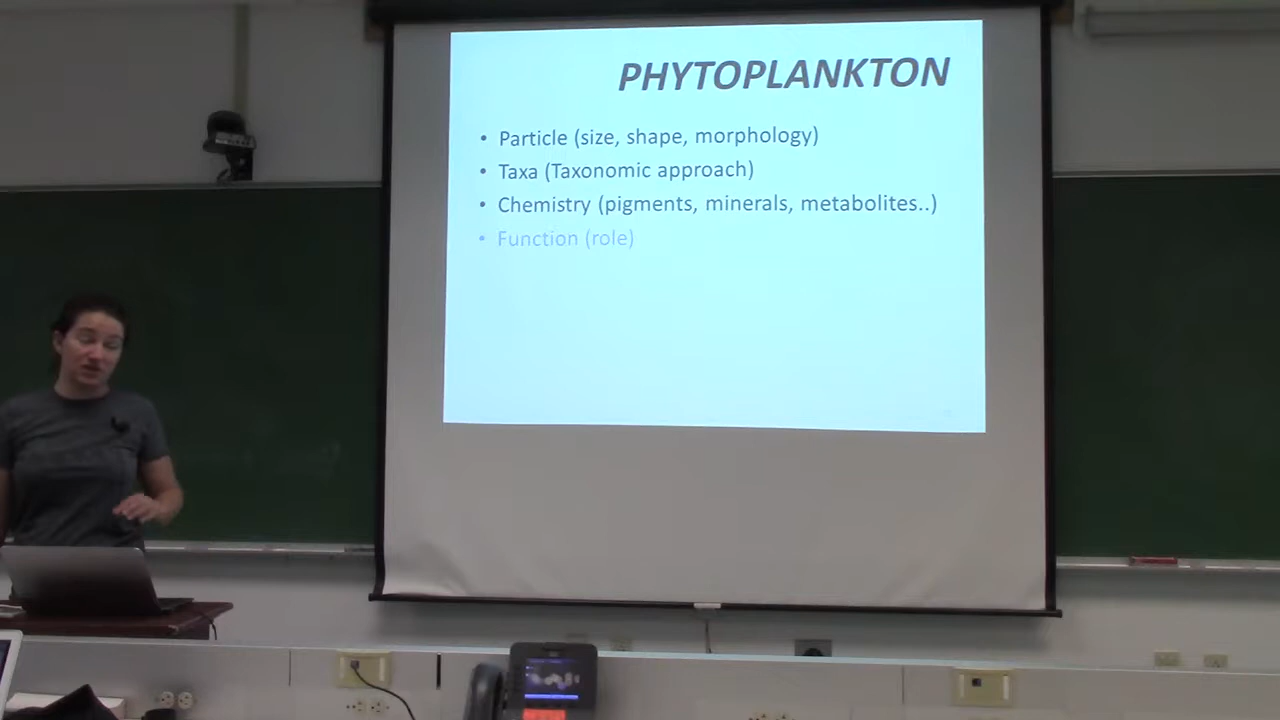 PHYTOPLANKTON
• Particle (size, shape, morphology)
• Taxa (Taxonomic approach)
• Chemistry (pigments, minerals, metabolites..)
• Function (role)